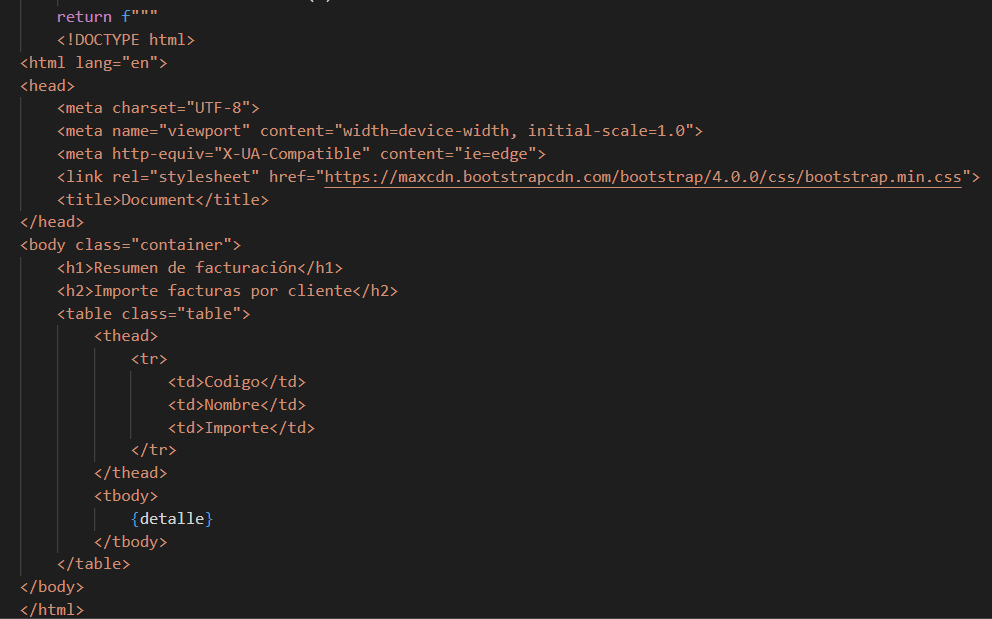 return f"""
<!DOCTYPE html>
<html lang="en">
<head>
<meta charset="UTF-8">
<meta name="viewport" content="width=device-width, initial-scale=1.0">
<meta http-equiv="X-UA-Compatible" content="ie=edge">
<link rel="stylesheet" href="https://maxcdn.bootstrapcdn.com/bootstrap/4.0.0/css/bootstrap.min.css">
<title>Document</title>
</head>
<body class="container">
<h1>Resumen de facturación</h1>
<h2>Importe facturas por cliente</h2>
<table class="table">
<thead>
<tr>
<td>Codigo</td>
<td>Nombre</td>
<td>Importe</td>
</tr>
</thead>
<tbody>
{detalle}
</tbody>
</table>
</body>
</html>